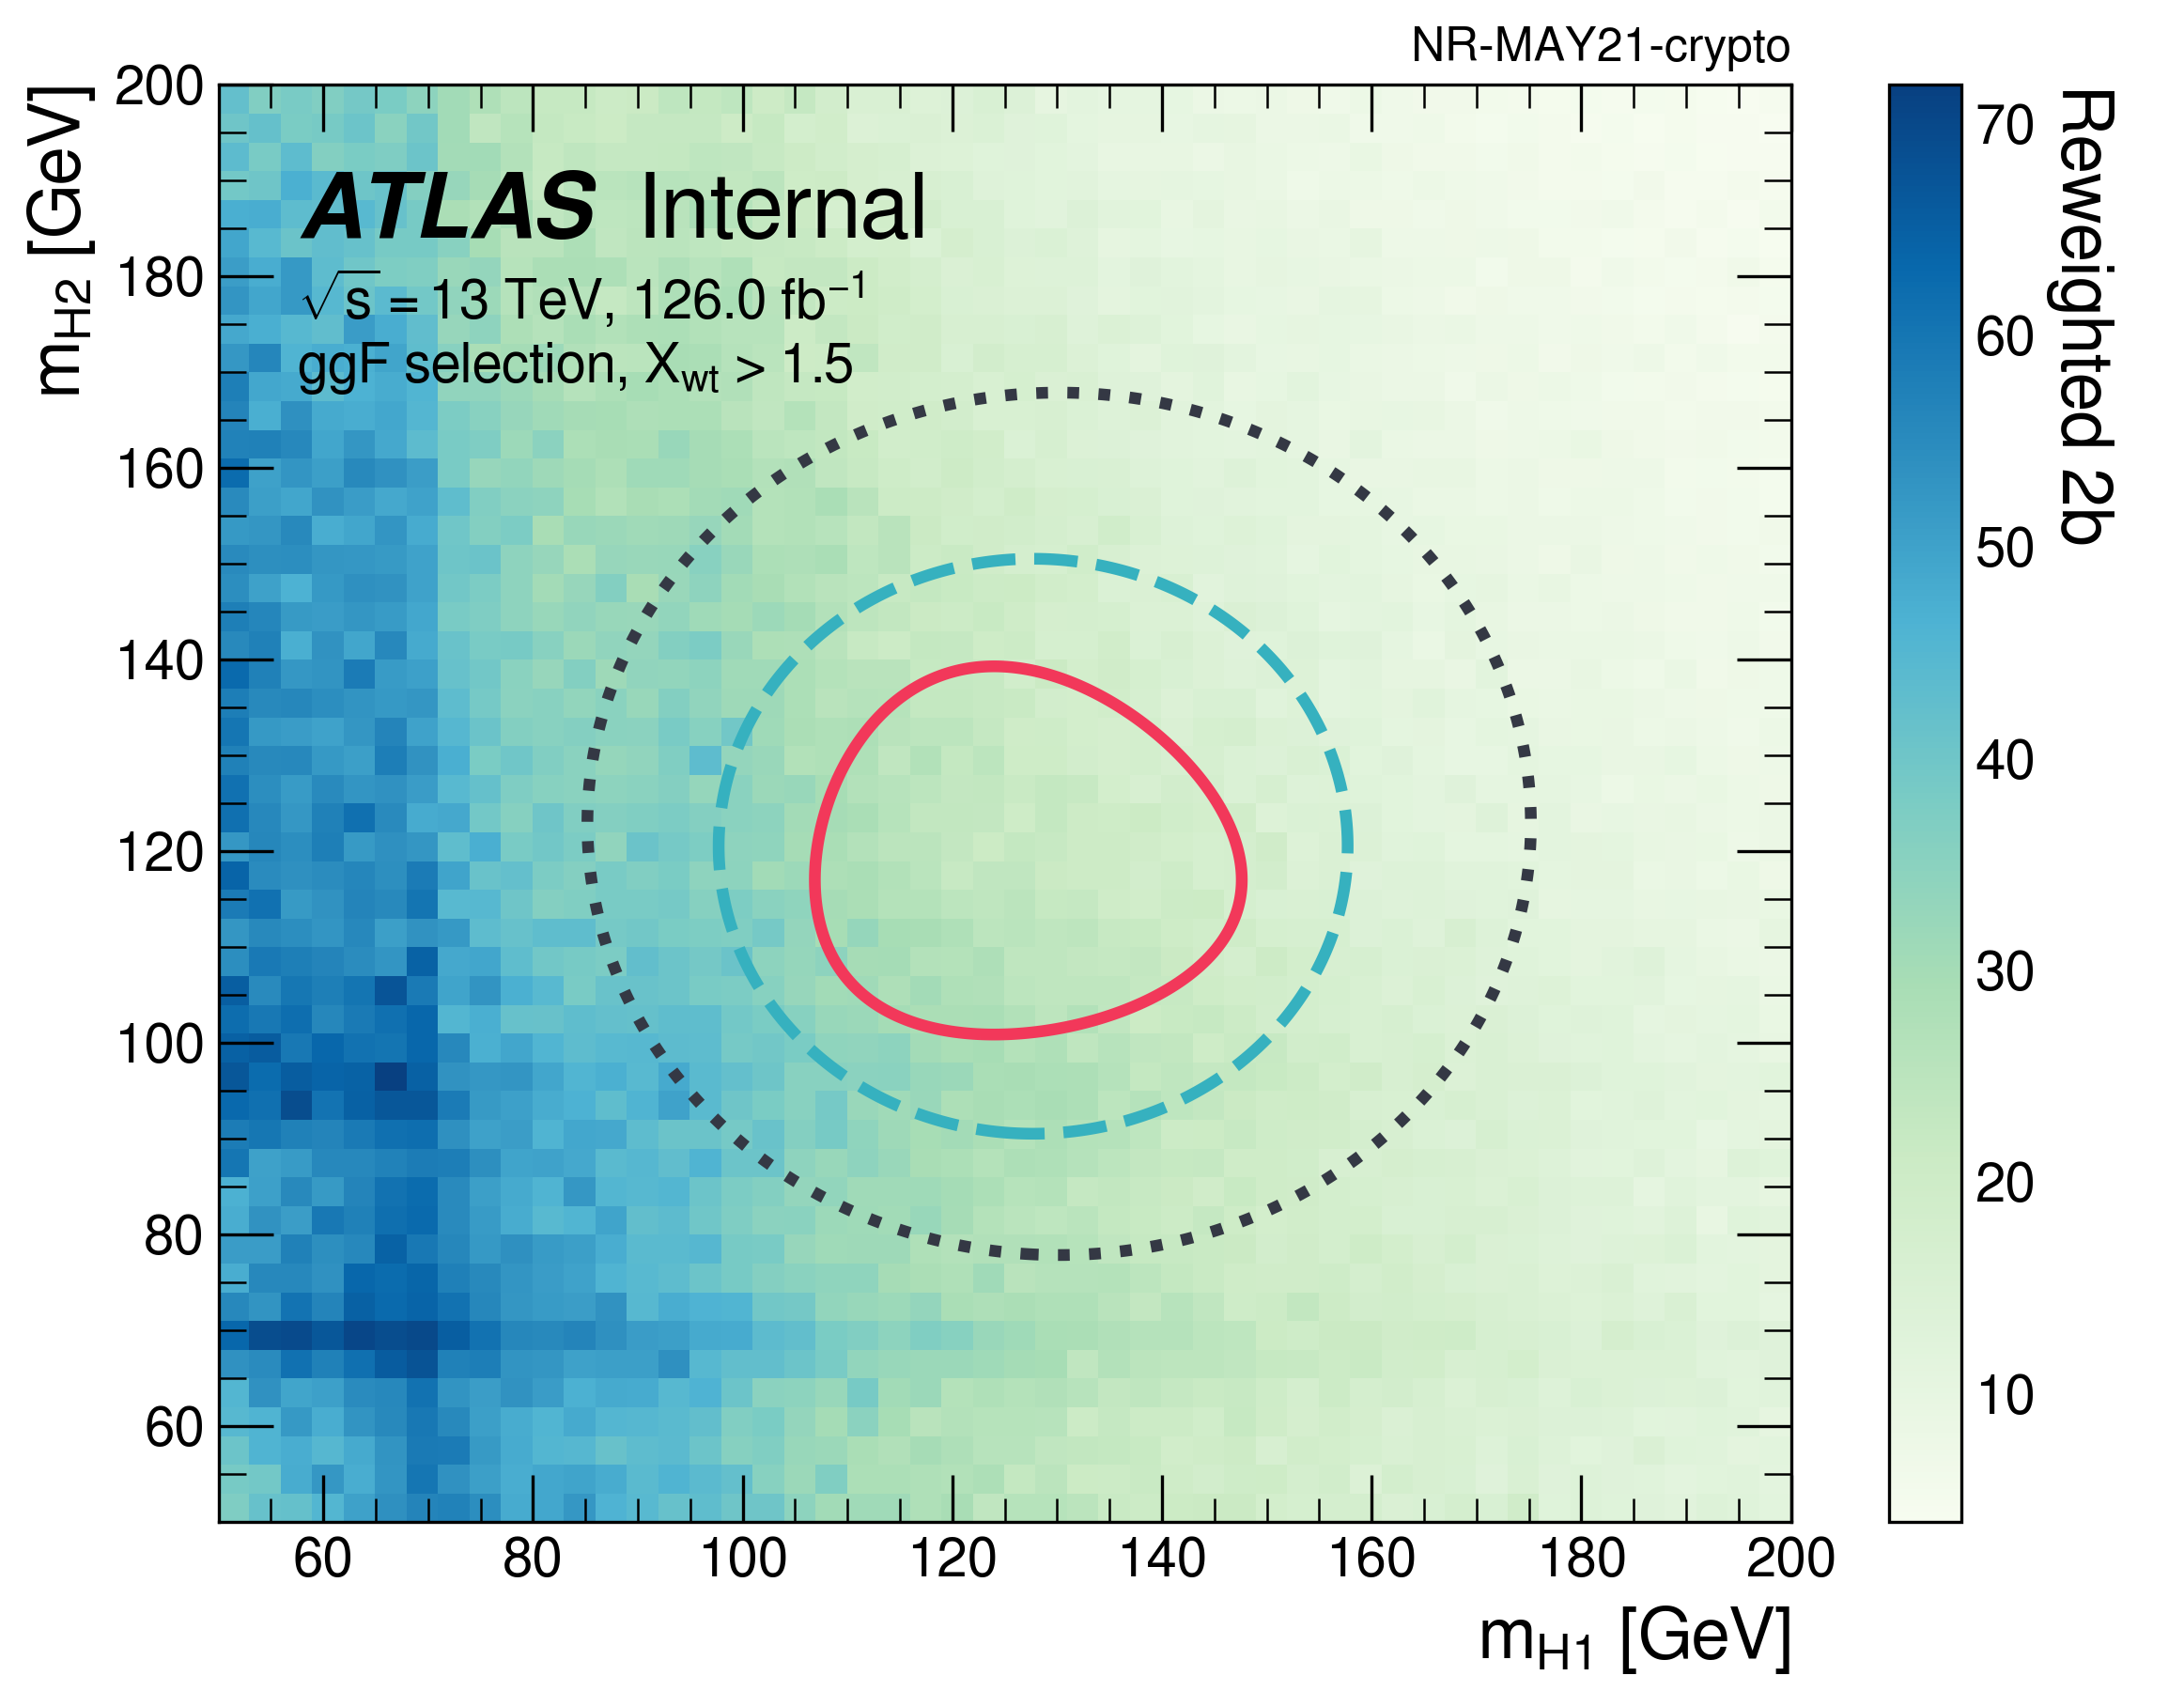 NR-MAY21-crypto
ATLAS Internal
√s = 13 TeV, 126.0 fb⁻¹
ggF selection, X_wt > 1.5
m_H2 [GeV]
200
180
160
140
120
100
80
60
60 80 100 120 140 160 180 200
m_H1 [GeV]
70
60
50
40
30
20
10
Reweighted 2b